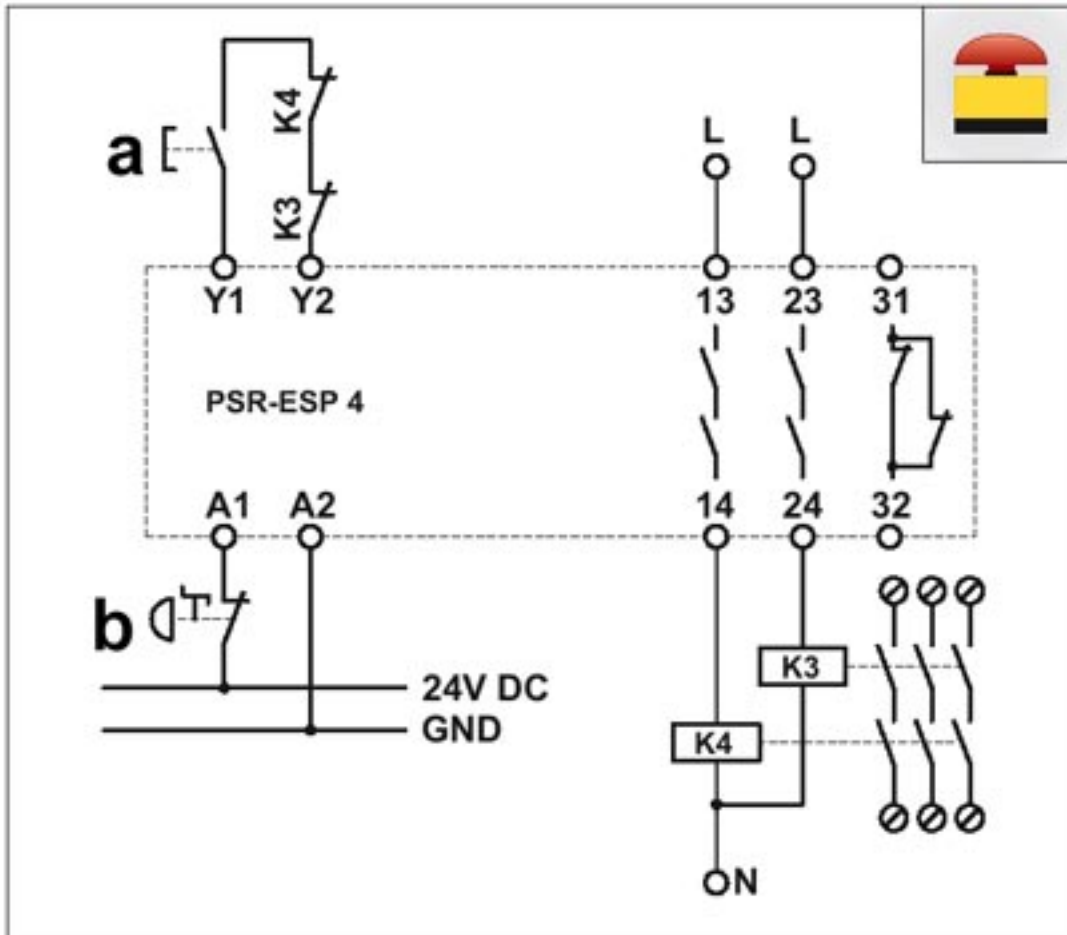 K4
a
K3
L L
Y1 Y2 13 23 31
PSR-ESP 4
A1 A2 14 24 32
b
K3
24V DC
GND
K4
N